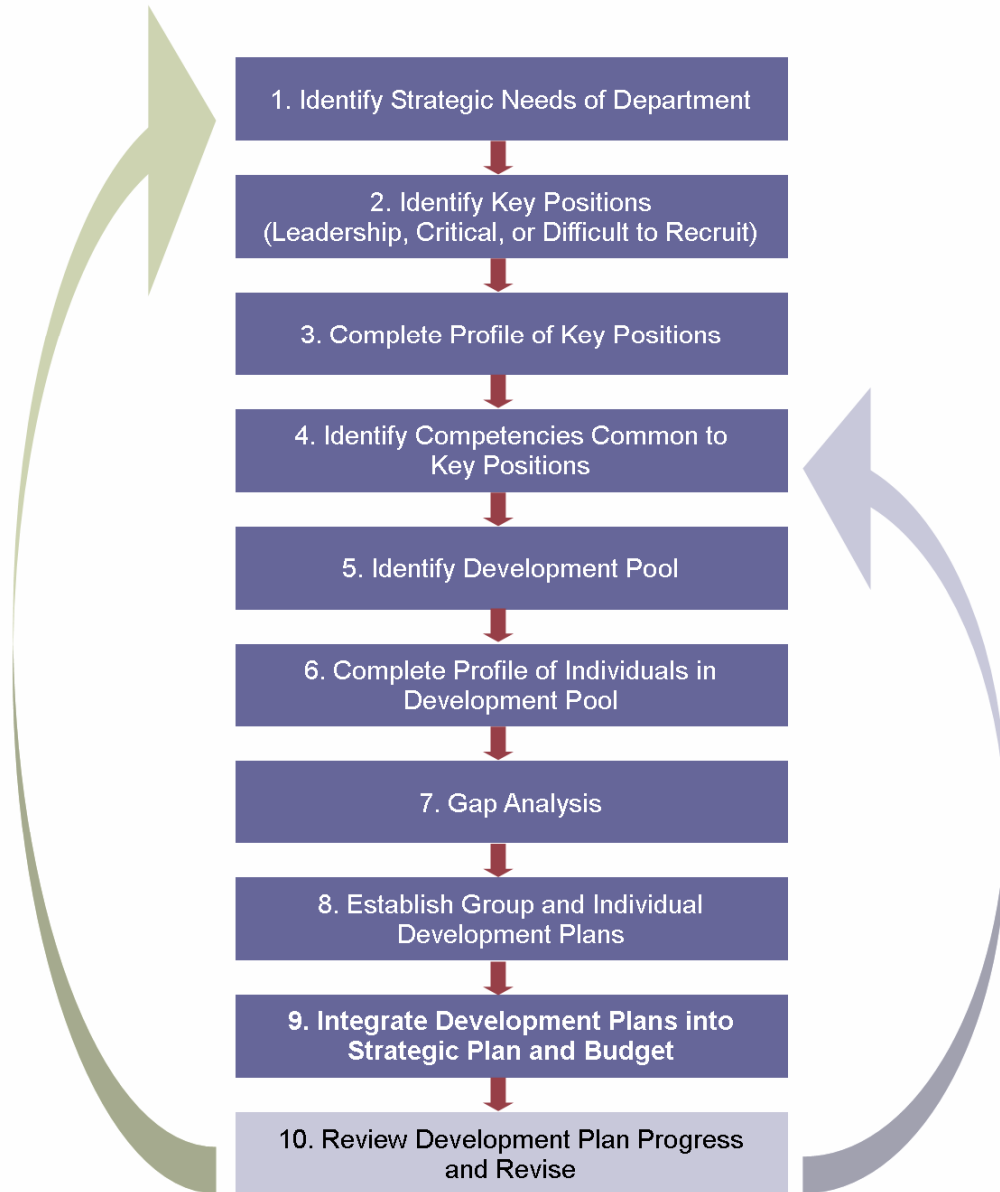 1. Identify Strategic Needs of Department
2. Identify Key Positions
(Leadership, Critical, or Difficult to Recruit)
3. Complete Profile of Key Positions
4. Identify Competencies Common to
Key Positions
5. Identify Development Pool
6. Complete Profile of Individuals in
Development Pool
7. Gap Analysis
8. Establish Group and Individual
Development Plans
9. Integrate Development Plans into
Strategic Plan and Budget
10. Review Development Plan Progress
and Revise